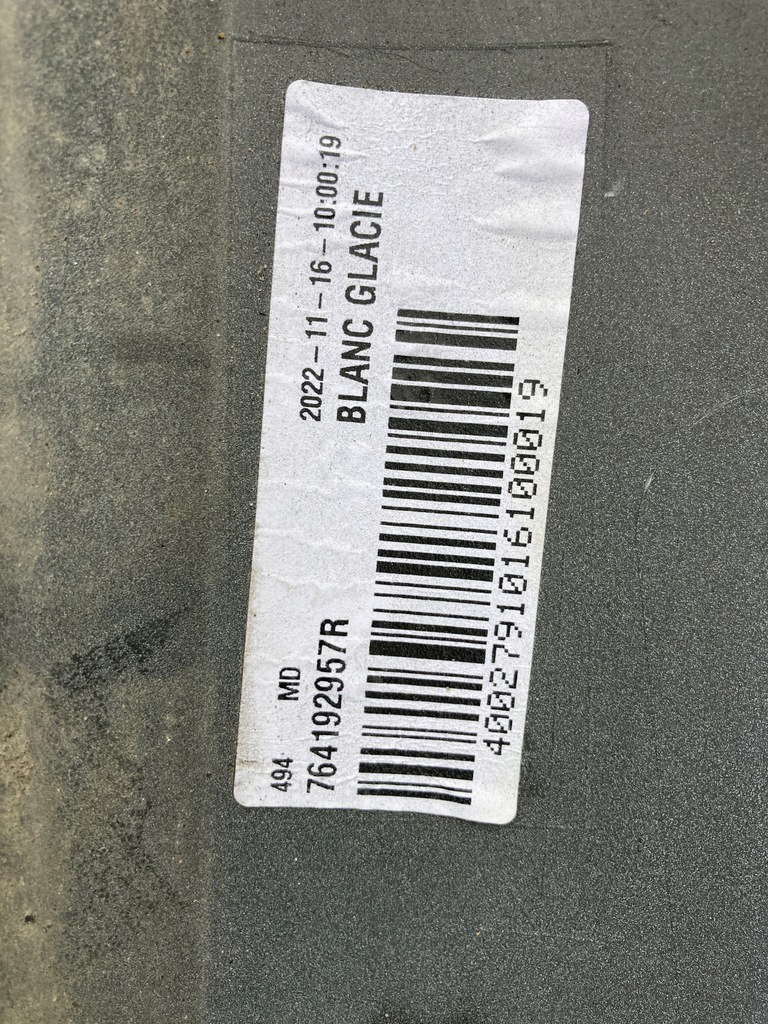 2022-11-16-10:00:19
BLANC GLACIE
494 MD
764192957R
4002791016100019